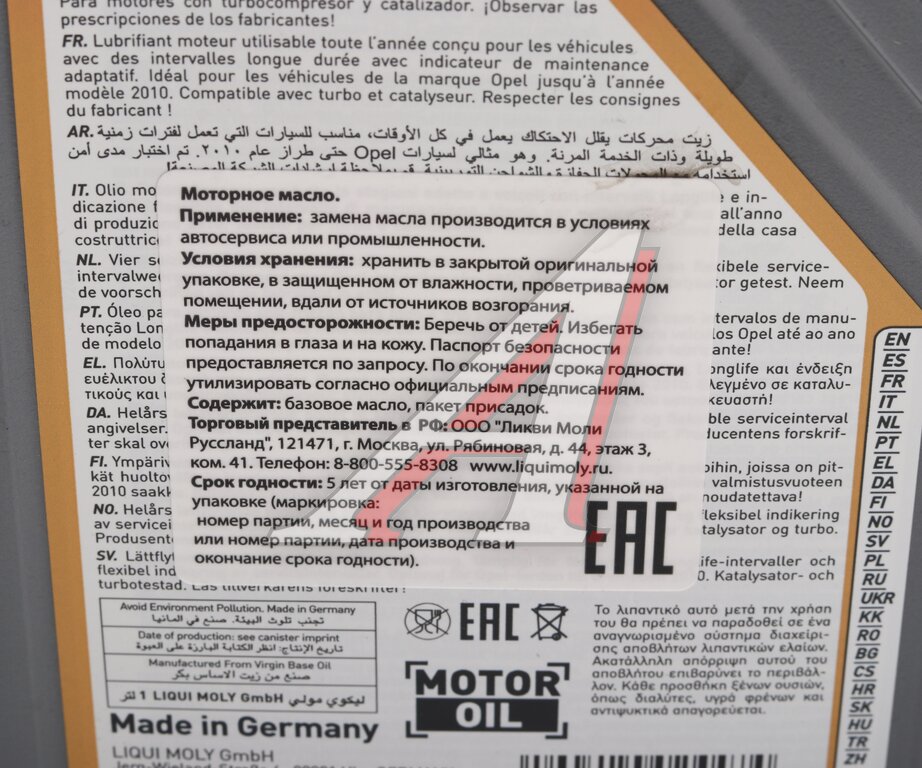 Para motores con turbocompresor y catalizador. ¡Observar las
prescripciones de los fabricantes!
FR. Lubrifiant moteur utilisable toute l'année conçu pour les véhicules
avec des intervalles longue durée avec indicateur de maintenance
adaptatif. Idéal pour les véhicules de la marque Opel jusqu'à l'année
modèle 2010. Compatible avec turbo et catalyseur. Respecter les consignes
du fabricant !
AR. زيت محركات يقلل الاحتكاك يعمل في كل الأوقات، مناسب للسيارات التي تعمل لفترات زمنية
طويلة وذات الخدمة المرنة. وهو مثالي لسيارات Opel حتى طراز عام ٢٠١٠. تم اختبار مدى أمن
IT. Olio mo
dicazione f
di produzio
costruttric
e in-
all'anno
della casa
NL. Vier s
intervalwe
de voorsch
xibele service-
or getest. Neem
PT. Óleo pa
tenção Lon
de modelo
tervalos de manu-
los Opel até ao ano
ante!
EL. Πολύτυ
ευέλικτου δ
τικούς και
onglife και ένδειξη
λεγμένο σε καταλυ-
κευαστή!
DA. Helårs
angivelser.
ter skal ov
ble serviceinterval
ducentens forskrif-
FI. Ympäriv
kät huoltov
2010 saakk
oihin, joissa on pit-
valmistusvuoteen
noudatettava!
NO. Helårs
av servicei
Produsente
fleksibel indikering
talysator og turbo.
SV. Lättflyt
flexibel ind
turbotestad. Läs tillverkarens föreskrifter!
ife-intervaller och
0. Katalysator- och
Моторное масло.
Применение: замена масла производится в условиях
автосервиса или промышленности.
Условия хранения: хранить в закрытой оригинальной
упаковке, в защищенном от влажности, проветриваемом
помещении, вдали от источников возгорания.
Меры предосторожности: Беречь от детей. Избегать
попадания в глаза и на кожу. Паспорт безопасности
предоставляется по запросу. По окончании срока годности
утилизировать согласно официальным предписаниям.
Содержит: базовое масло, пакет присадок.
Торговый представитель в РФ: ООО "Ликви Моли
Руссланд", 121471, г. Москва, ул. Рябиновая, д. 44, этаж 3,
ком. 41. Телефон: 8-800-555-8308 www.liquimoly.ru.
Срок годности: 5 лет от даты изготовления, указанной на
упаковке (маркировка:
номер партии, месяц и год производства
или номер партии, дата производства и
окончание срока годности).
EAC
EN
ES
FR
IT
NL
PT
EL
DA
FI
NO
SV
PL
RU
UKR
KK
RO
BG
CS
HR
SK
HU
TR
ZH
Avoid Environment Pollution. Made in Germany
تجنب تلوث البيئة. صنع في المانيا
Date of production: see canister imprint
تاريخ الإنتاج: انظر الكتابة البارزة على العبوة
Manufactured From Virgin Base Oil
صنع من زيت الاساس بكر
ليكوي مولي LIQUI MOLY GmbH 1 لتر
Made in Germany
LIQUI MOLY GmbH
EAC
MOTOR
OIL
Το λιπαντικό αυτό μετά την χρήση
του θα πρέπει να παραδοθεί σε ένα
αναγνωρισμένο σύστημα διαχείρι-
σης αποβλήτων λιπαντικών ελαίων.
Ακατάλληλη απόρριψη αυτού του
αποβλήτου επιβαρύνει το περιβάλ-
λον. Κάθε προσθήκη ξένων ουσιών,
όπως διαλύτες, υγρά φρένων και
αντιψυκτικά απαγορεύεται.